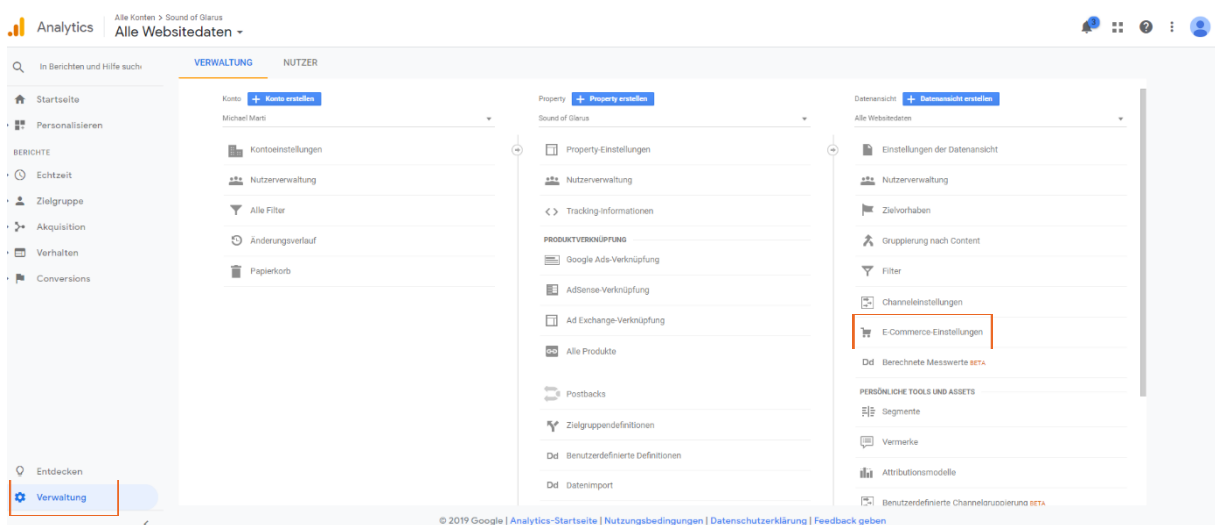 Analytics
Alle Konten > Sound of Glarus
Alle Websitedaten
3
In Berichten und Hilfe suche
Startseite
Personalisieren
BERICHTE
Echtzeit
Zielgruppe
Akquisition
Verhalten
Conversions
Entdecken
Verwaltung
VERWALTUNG NUTZER
Konto + Konto erstellen
Michael Marti
Kontoeinstellungen
Nutzerverwaltung
Alle Filter
Änderungsverlauf
Papierkorb
Property + Property erstellen
Sound of Glarus
Property-Einstellungen
Nutzerverwaltung
<> Tracking-Informationen
PRODUKTVERKNÜPFUNG
Google Ads-Verknüpfung
AdSense-Verknüpfung
Ad Exchange-Verknüpfung
Alle Produkte
Postbacks
Zielgruppendefinitionen
Dd Benutzerdefinierte Definitionen
Dd Datenimport
Datenansicht + Datenansicht erstellen
Alle Websitedaten
Einstellungen der Datenansicht
Nutzerverwaltung
Zielvorhaben
Gruppierung nach Content
Filter
Channeleinstellungen
E-Commerce-Einstellungen
Dd Berechnete Messwerte BETA
PERSÖNLICHE TOOLS UND ASSETS
Segmente
Vermerke
Attributionsmodelle
Benutzerdefinierte Channelgruppierung BETA
© 2019 Google | Analytics-Startseite | Nutzungsbedingungen | Datenschutzerklärung | Feedback geben